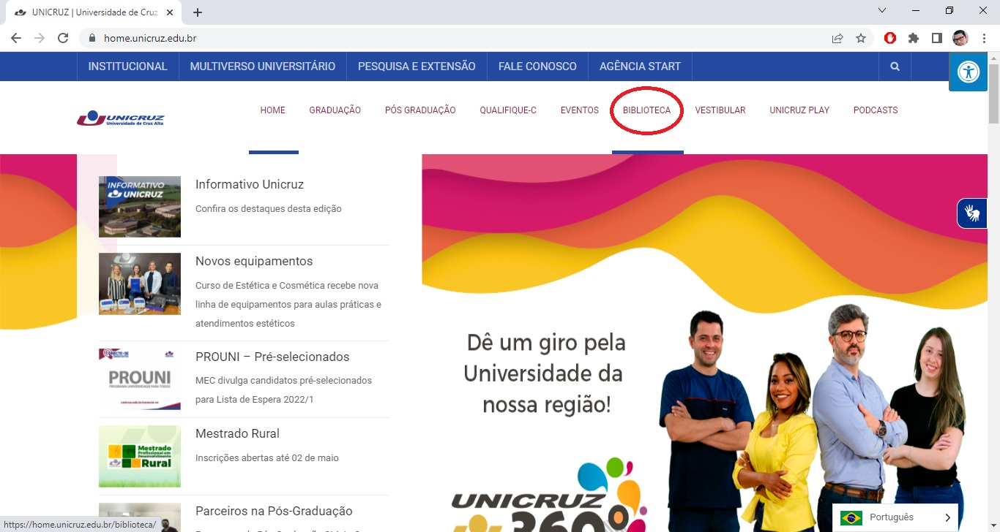 UNICRUZ | Universidade de Cruz
home.unicruz.edu.br
INSTITUCIONAL
MULTIVERSO UNIVERSITÁRIO
PESQUISA E EXTENSÃO
FALE CONOSCO
AGÊNCIA START
UNICRUZ
Universidade de Cruz Alta
HOME
GRADUAÇÃO
PÓS GRADUAÇÃO
QUALIFIQUE-C
EVENTOS
BIBLIOTECA
VESTIBULAR
UNICRUZ PLAY
PODCASTS
INFORMATIVO
UNICRUZ
Informativo Unicruz
Confira os destaques desta edição
Novos equipamentos
Curso de Estética e Cosmética recebe nova
linha de equipamentos para aulas práticas e
atendimentos estéticos
PROUNI
PROGRAMA UNIVERSIDADE PARA TODOS
PROUNI – Pré-selecionados
MEC divulga candidatos pré-selecionados
para Lista de Espera 2022/1
Mestrado
Profissional em
Desenvolvimento
Rural
Mestrado Rural
Inscrições abertas até 02 de maio
Parceiros na Pós-Graduação
Dê um giro pela
Universidade da
nossa região!
UNICRUZ
360º
Português
https://home.unicruz.edu.br/biblioteca/